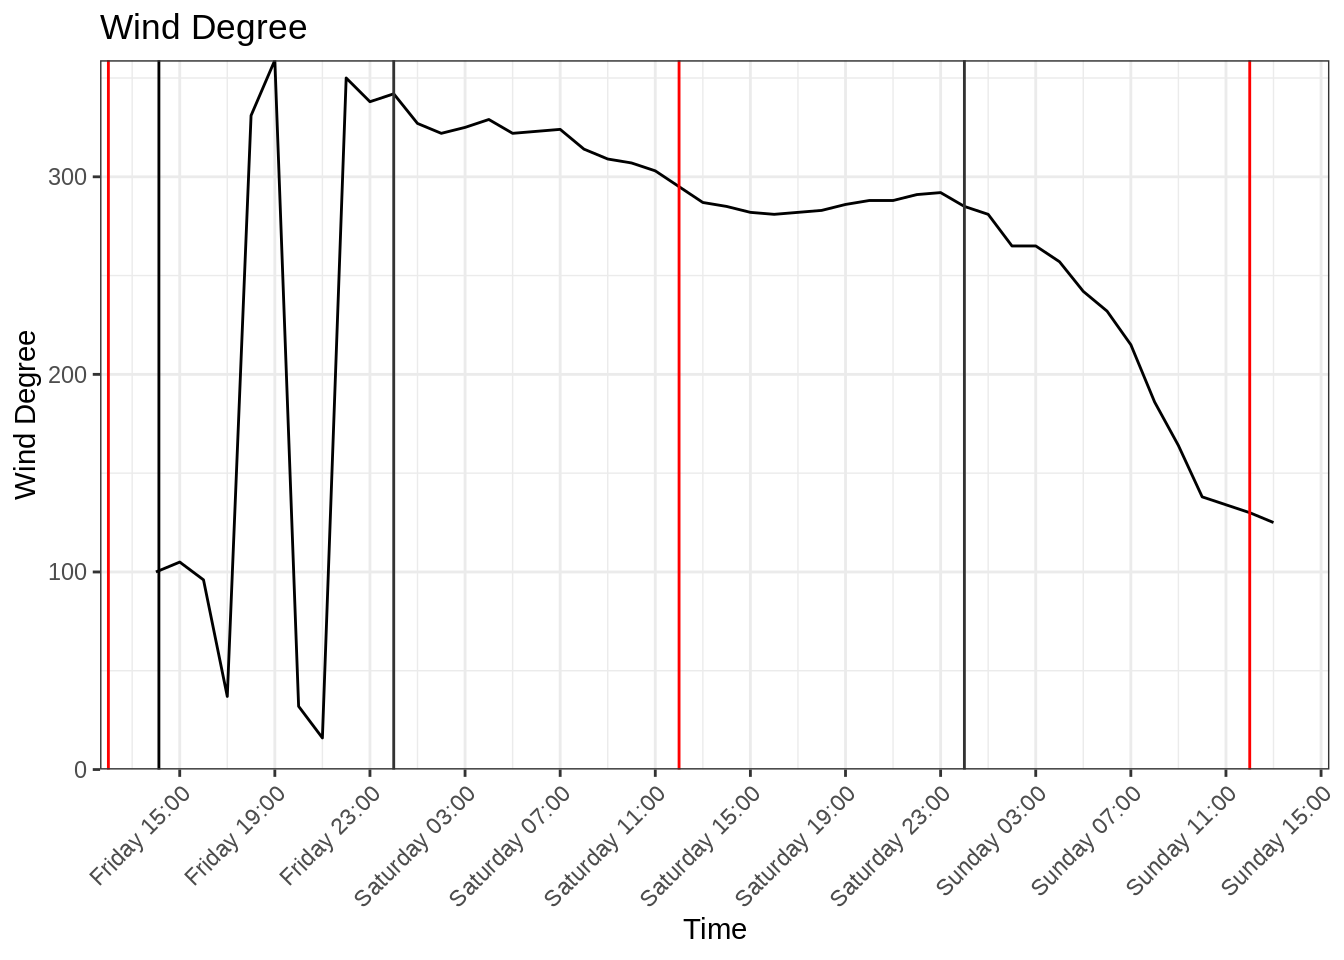 Wind Degree
Wind Degree
300
200
100
0
Friday 15:00
Friday 19:00
Friday 23:00
Saturday 03:00
Saturday 07:00
Saturday 11:00
Saturday 15:00
Saturday 19:00
Saturday 23:00
Sunday 03:00
Sunday 07:00
Sunday 11:00
Sunday 15:00
Time